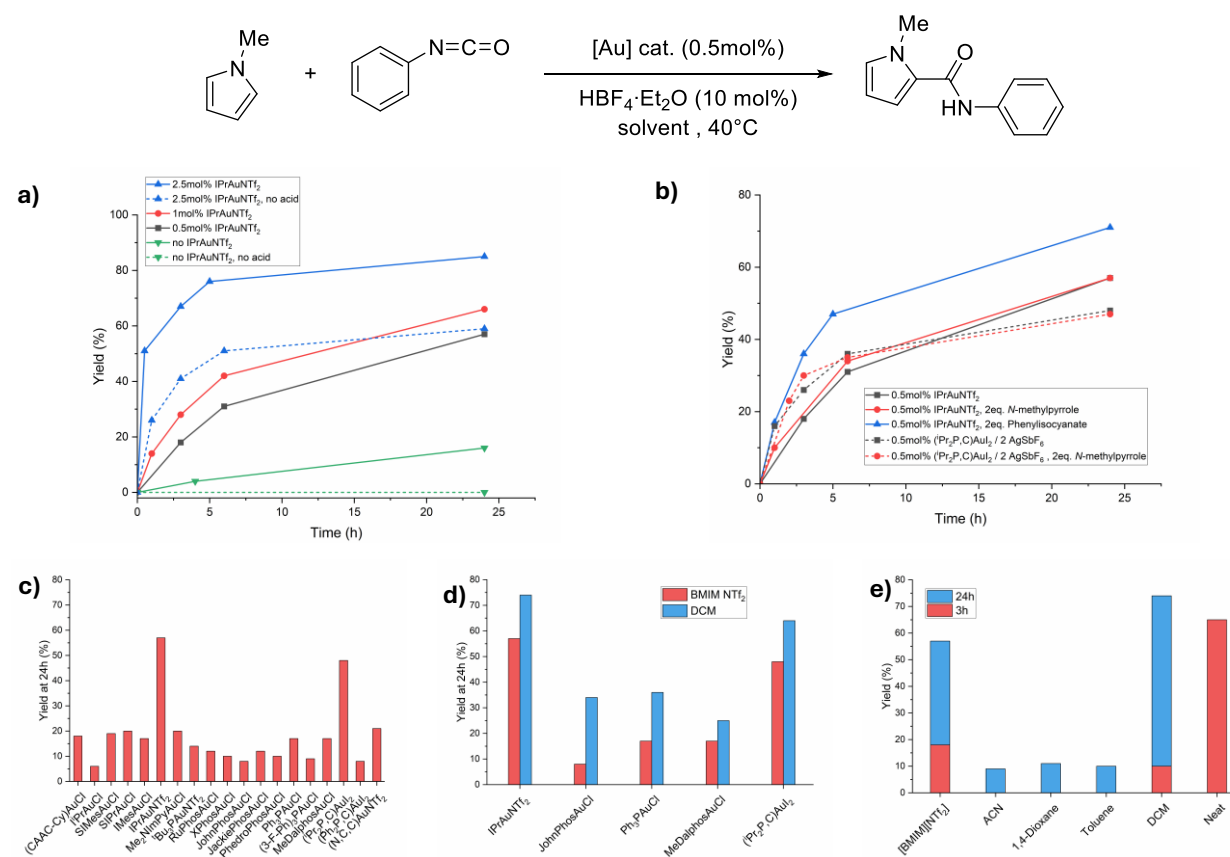 Me
N
+
N=C=O
[Au] cat. (0.5mol%)
HBF₄·Et₂O (10 mol%)
solvent , 40°C
Me
N
O
HN
a)
2.5mol% IPrAuNTf₂
2.5mol% IPrAuNTf₂, no acid
1mol% IPrAuNTf₂
0.5mol% IPrAuNTf₂
no IPrAuNTf₂
no IPrAuNTf₂, no acid
Yield (%)
100
80
60
40
20
0
0 5 10 15 20 25
Time (h)
b)
Yield (%)
80
60
40
20
0
0.5mol% IPrAuNTf₂
0.5mol% IPrAuNTf₂, 2eq. N-methylpyrrole
0.5mol% IPrAuNTf₂, 2eq. Phenylisocyanate
0.5mol% (ⁱPr₂P,C)AuI₂ / 2 AgSbF₆
0.5mol% (ⁱPr₂P,C)AuI₂ / 2 AgSbF₆ , 2eq. N-methylpyrrole
0 5 10 15 20 25
Time (h)
c)
Yield at 24h (%)
80
70
60
50
40
30
20
10
0
(CAAC-Cy)AuCl
IPrAuCl
SIMesAuCl
SIPrAuCl
IMesAuCl
IPrAuNTf₂
Me₂NImPyAuCl
ᵗBu₃PAuNTf₂
RuPhosAuCl
XPhosAuCl
JohnPhosAuCl
JackiePhosAuCl
PhedroPhosAuCl
Ph₃PAuCl
(3-F-Ph)₃PAuCl
MeDalphosAuCl
(ⁱPr₂P,C)AuI₂
(Ph₂P,C)AuI₂
(N,C,C)AuNTf₂
d)
BMIM NTf₂
DCM
Yield at 24h (%)
80
70
60
50
40
30
20
10
0
IPrAuNTf₂
JohnPhosAuCl
Ph₃PAuCl
MeDalphosAuCl
(ⁱPr₂P,C)AuI₂
e)
24h
3h
Yield (%)
80
70
60
50
40
30
20
10
0
[BMIM][NTf₂]
ACN
1,4-Dioxane
Toluene
DCM
Neat